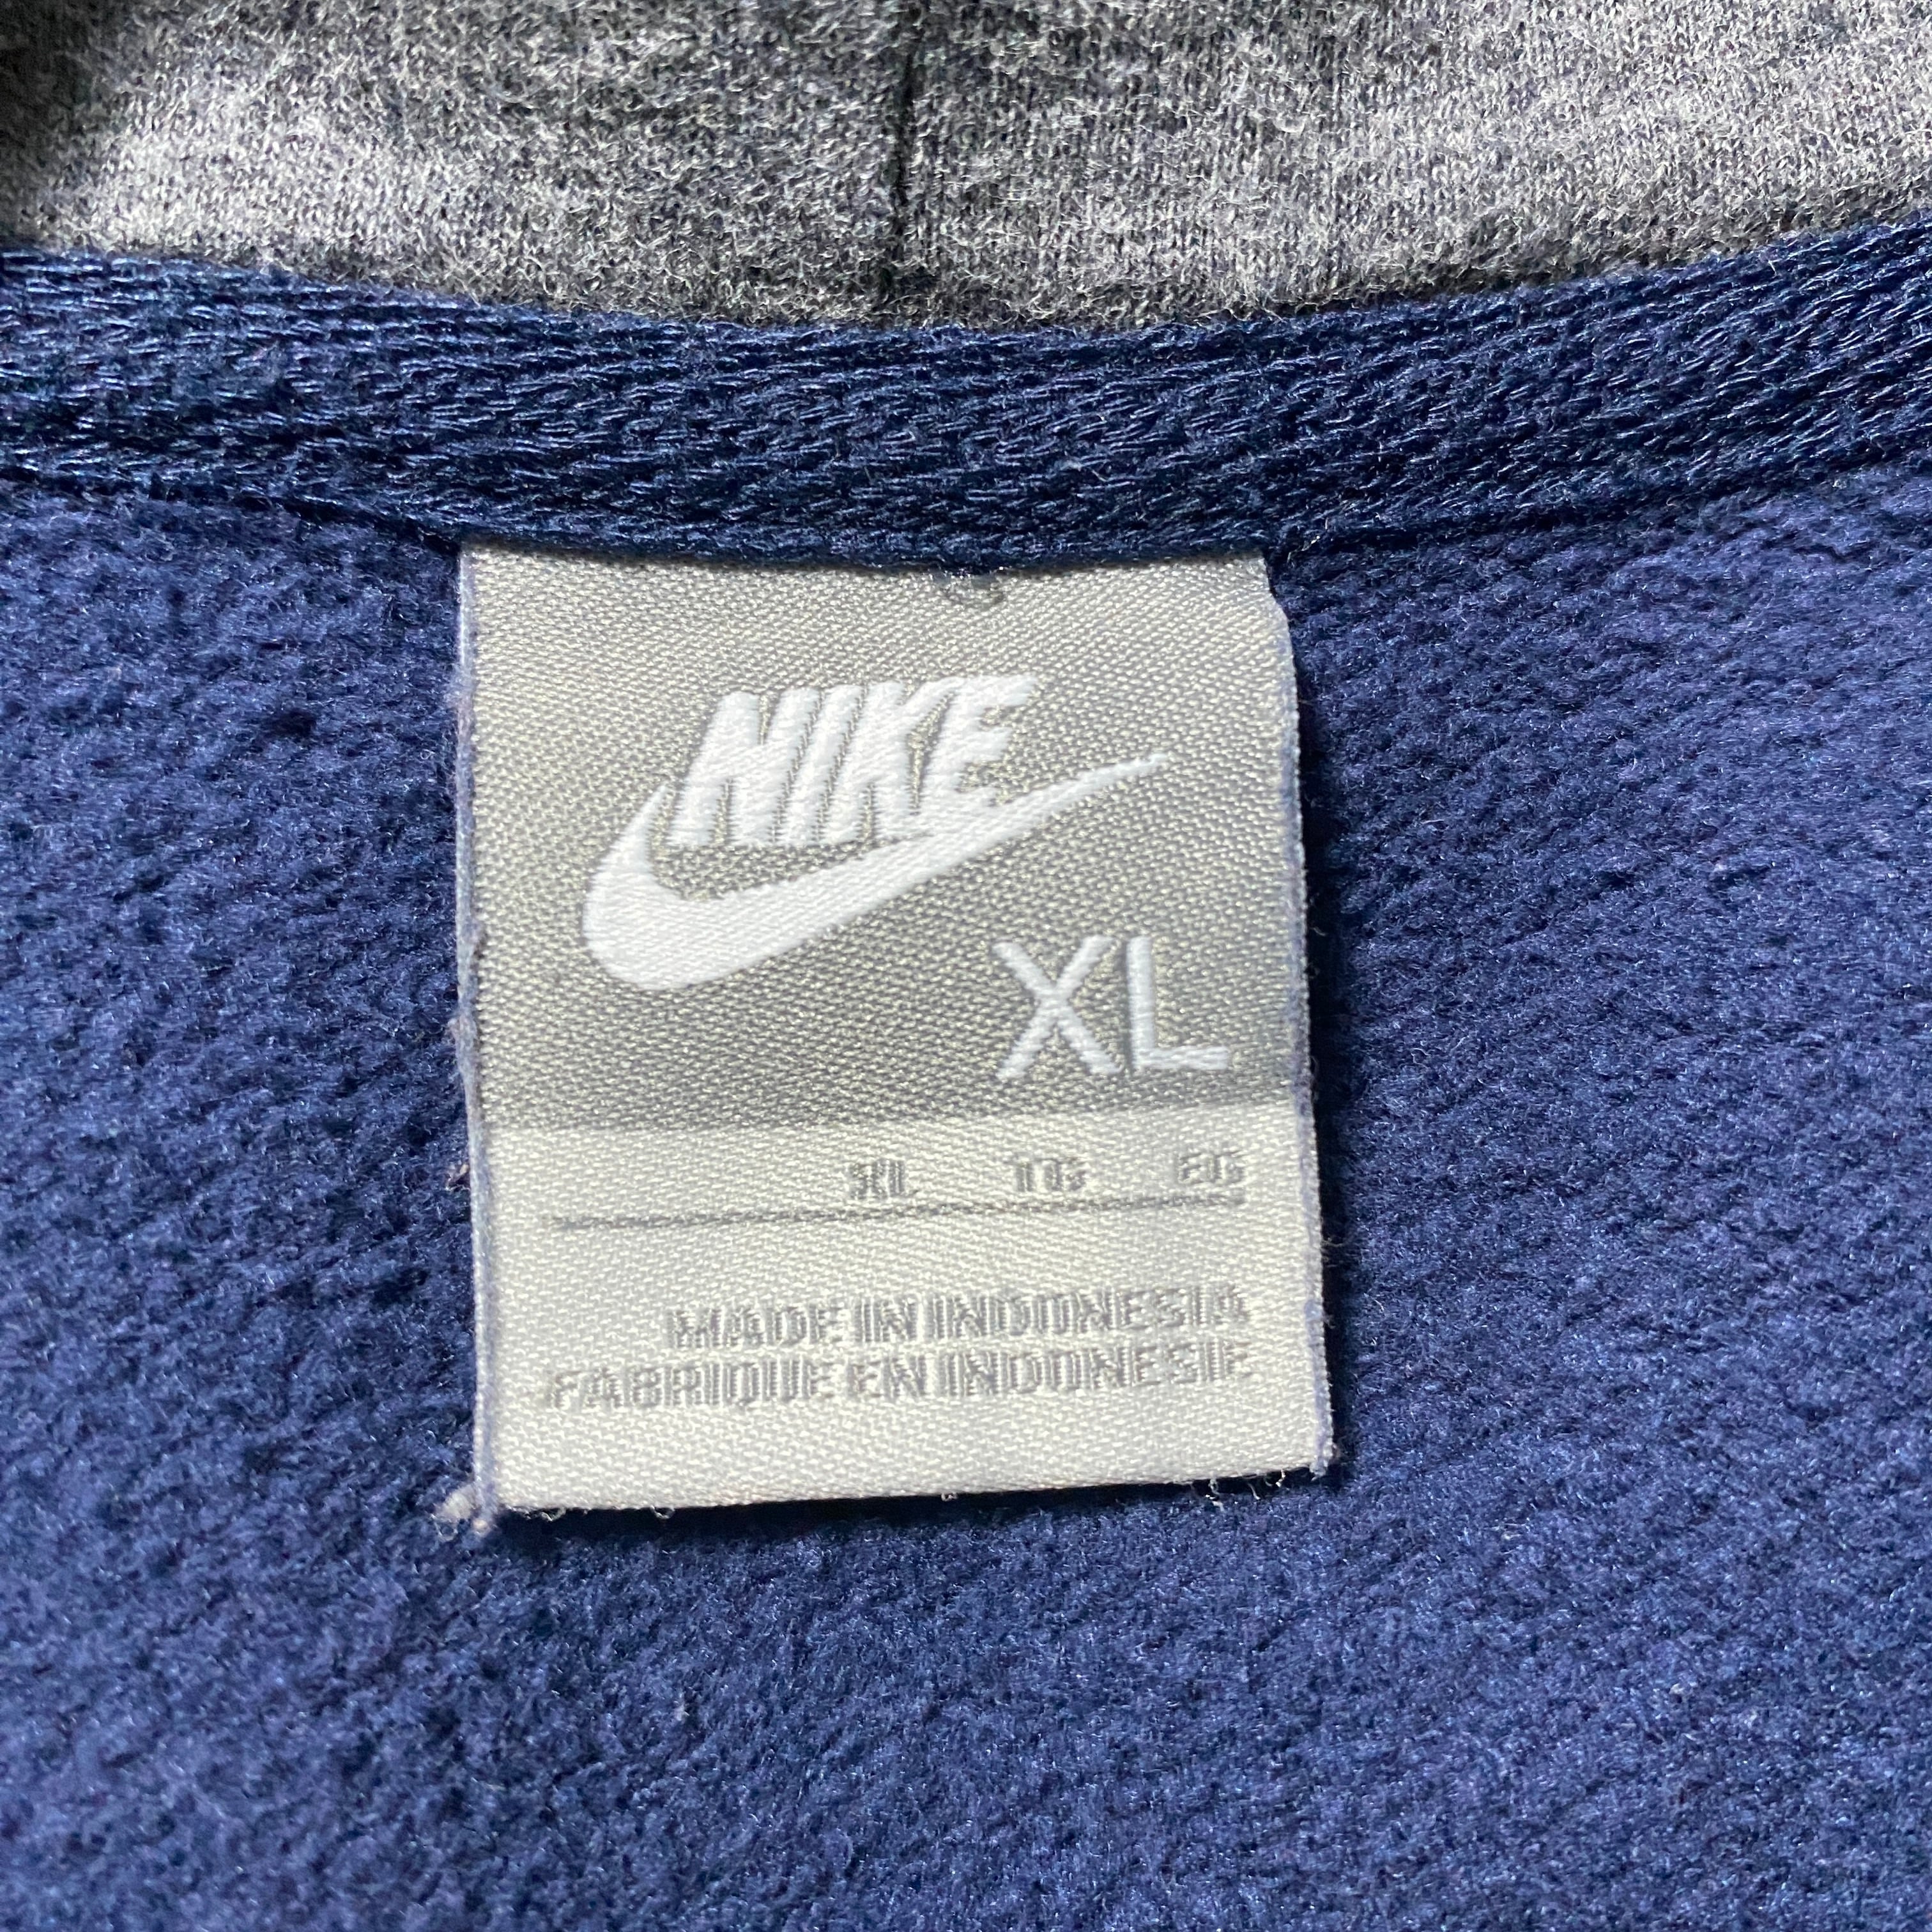 NIKE
XL
XL TG EG
MADE IN INDONESIA
FABRIQUE EN INDONESIE